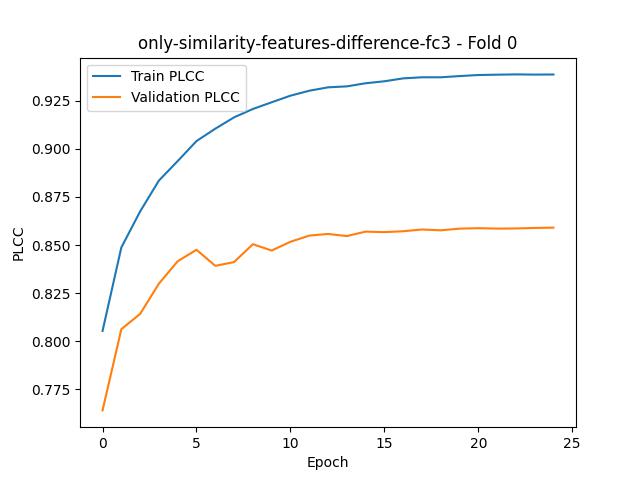 only-similarity-features-difference-fc3 - Fold 0
Train PLCC
Validation PLCC
0.925
0.900
0.875
0.850
0.825
0.800
0.775
PLCC
0 5 10 15 20 25
Epoch